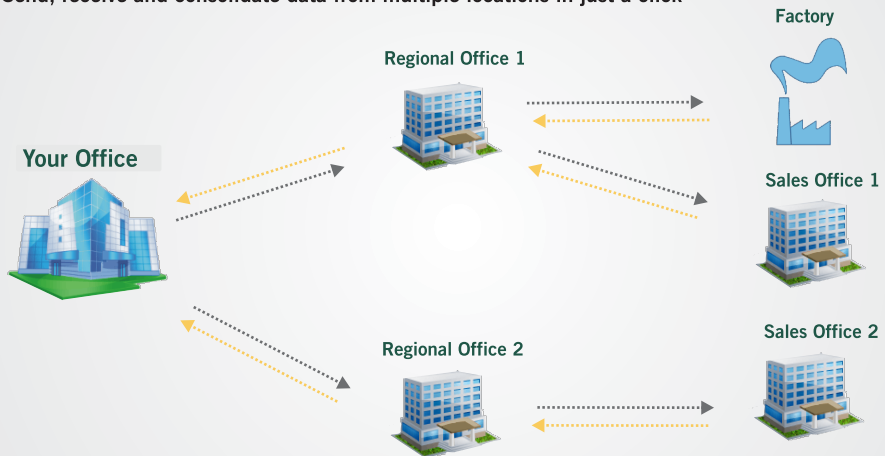 Send, receive and consolidate data from multiple locations in just a click
Factory
Regional Office 1
Your Office
Sales Office 1
Sales Office 2
Regional Office 2